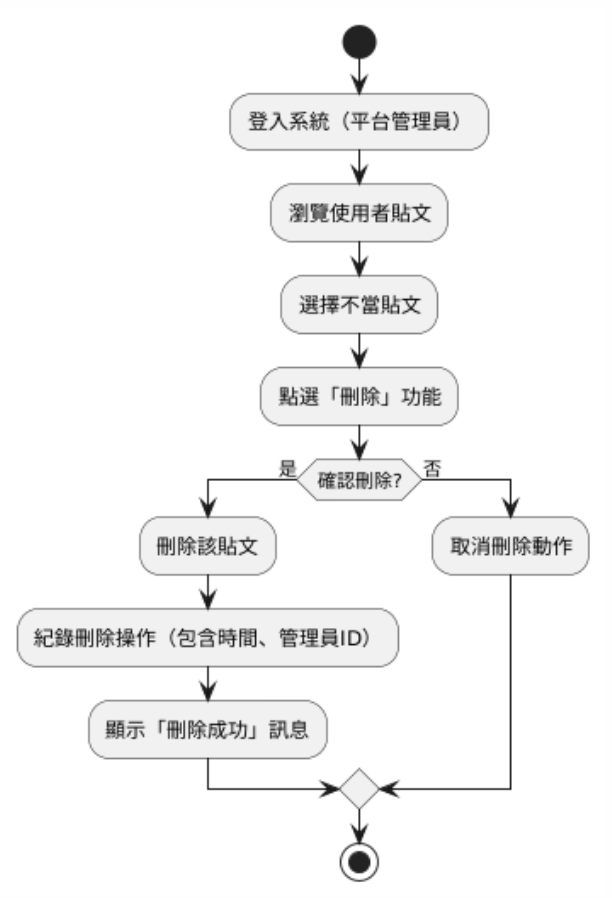 登入系統（平台管理員）
瀏覽使用者貼文
選擇不當貼文
點選「刪除」功能
是
確認刪除?
否
刪除該貼文
取消刪除動作
紀錄刪除操作（包含時間、管理員ID）
顯示「刪除成功」訊息